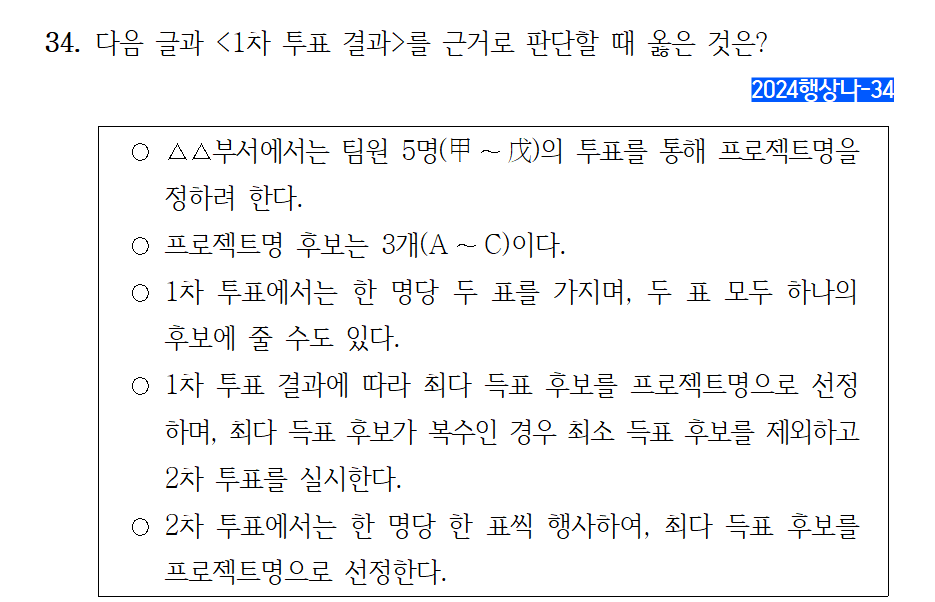 34. 다음 글과 <1차 투표 결과>를 근거로 판단할 때 옳은 것은?
2024행상나-34
○ △△부서에서는 팀원 5명(甲 ~ 戊)의 투표를 통해 프로젝트명을
정하려 한다.
○ 프로젝트명 후보는 3개(A ~ C)이다.
○ 1차 투표에서는 한 명당 두 표를 가지며, 두 표 모두 하나의
후보에 줄 수도 있다.
○ 1차 투표 결과에 따라 최다 득표 후보를 프로젝트명으로 선정
하며, 최다 득표 후보가 복수인 경우 최소 득표 후보를 제외하고
2차 투표를 실시한다.
○ 2차 투표에서는 한 명당 한 표씩 행사하여, 최다 득표 후보를
프로젝트명으로 선정한다.